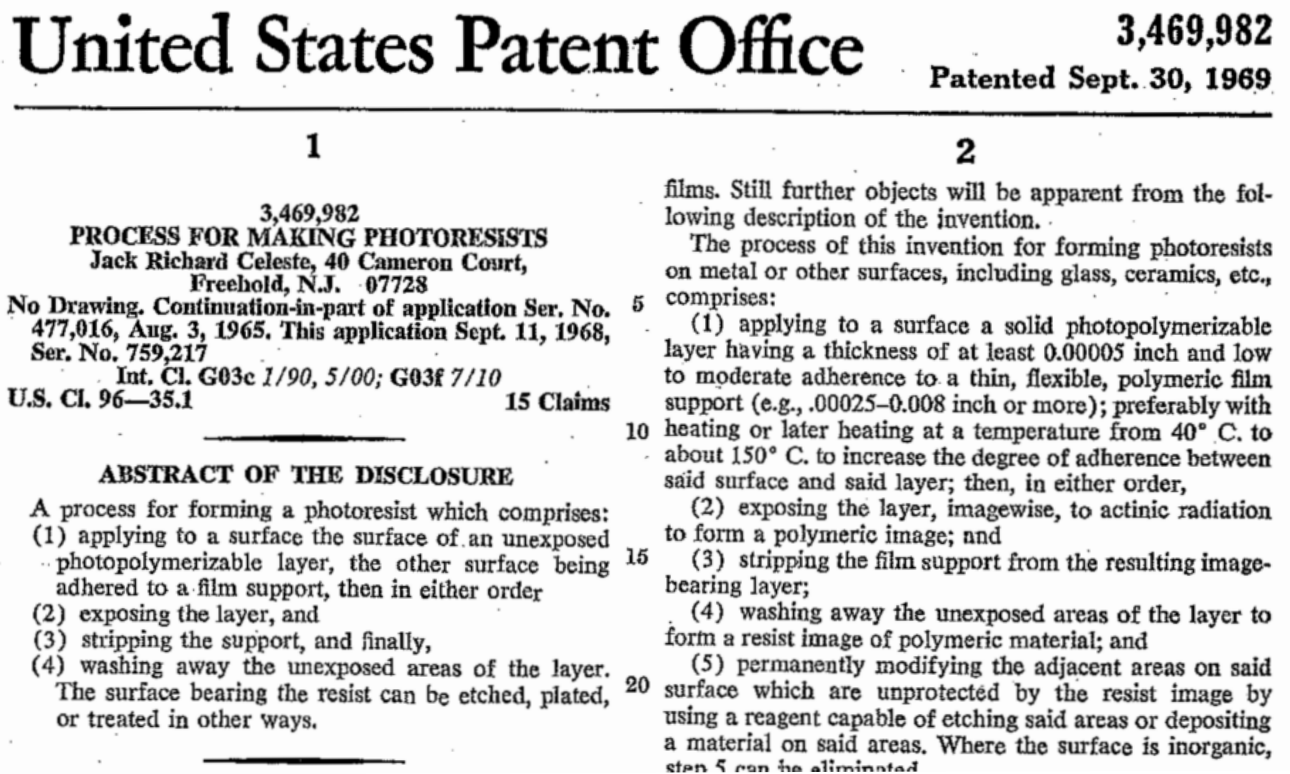 United States Patent Office
3,469,982
Patented Sept. 30, 1969
1
3,469,982
PROCESS FOR MAKING PHOTORESISTS
Jack Richard Celeste, 40 Cameron Court,
Freehold, N.J. 07728
No Drawing. Continuation-in-part of application Ser. No.
477,016, Aug. 3, 1965. This application Sept. 11, 1968,
Ser. No. 759,217
Int. Cl. G03c 1/90, 5/00; G03f 7/10
U.S. Cl. 96—35.1 15 Claims
ABSTRACT OF THE DISCLOSURE
A process for forming a photoresist which comprises:
(1) applying to a surface the surface of an unexposed
photopolymerizable layer, the other surface being
adhered to a film support, then in either order
(2) exposing the layer, and
(3) stripping the support, and finally,
(4) washing away the unexposed areas of the layer.
The surface bearing the resist can be etched, plated,
or treated in other ways.
5
10
15
20
2
films. Still further objects will be apparent from the fol-
lowing description of the invention.
The process of this invention for forming photoresists
on metal or other surfaces, including glass, ceramics, etc.,
comprises:
(1) applying to a surface a solid photopolymerizable
layer having a thickness of at least 0.00005 inch and low
to moderate adherence to a thin, flexible, polymeric film
support (e.g., .00025–0.008 inch or more); preferably with
heating or later heating at a temperature from 40° C. to
about 150° C. to increase the degree of adherence between
said surface and said layer; then, in either order,
(2) exposing the layer, imagewise, to actinic radiation
to form a polymeric image; and
(3) stripping the film support from the resulting image-
bearing layer;
(4) washing away the unexposed areas of the layer to
form a resist image of polymeric material; and
(5) permanently modifying the adjacent areas on said
surface which are unprotected by the resist image by
using a reagent capable of etching said areas or depositing
a material on said areas. Where the surface is inorganic,
step 5 can be eliminated.